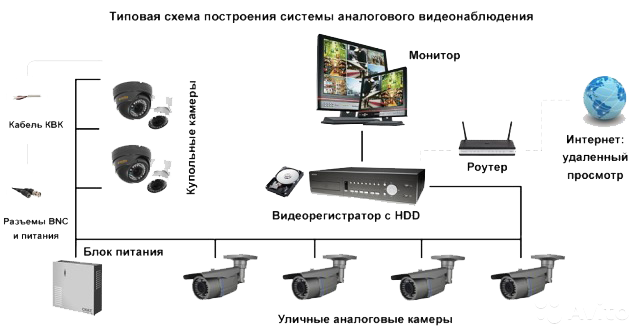 Типовая схема построения системы аналогового видеонаблюдения
Монитор
Кабель КВК
Купольные камеры
Роутер
Интернет:
удаленный
просмотр
Разъемы BNC
и питания
Видеорегистратор с HDD
Блок питания
Уличные аналоговые камеры
Avito